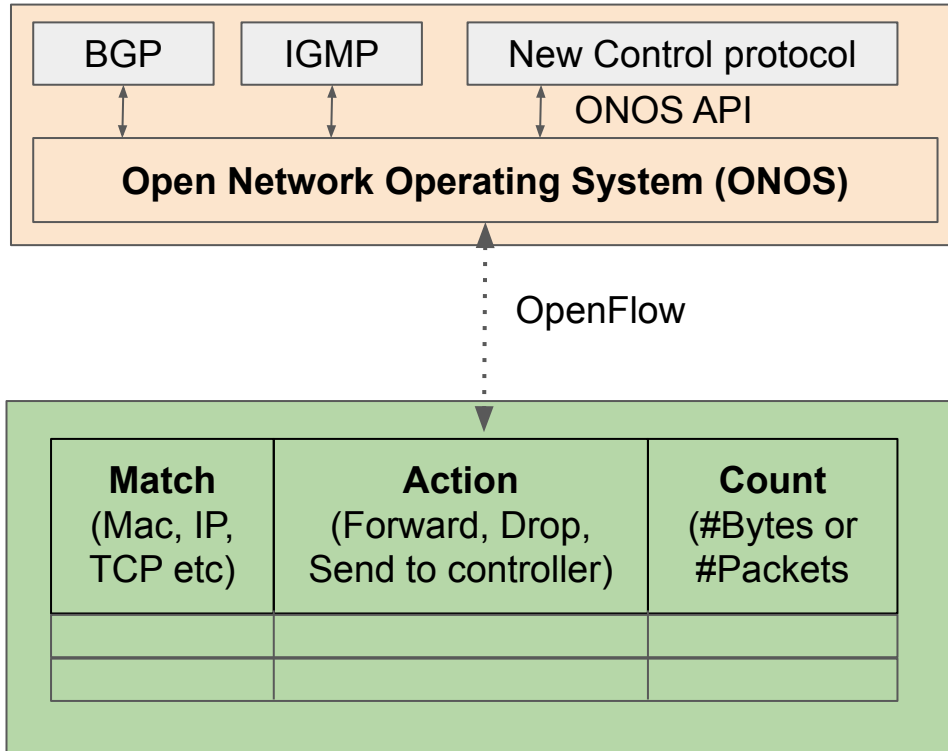 BGP
IGMP
New Control protocol
ONOS API
Open Network Operating System (ONOS)
OpenFlow
Match
(Mac, IP,
TCP etc)
Action
(Forward, Drop,
Send to controller)
Count
(#Bytes or
#Packets